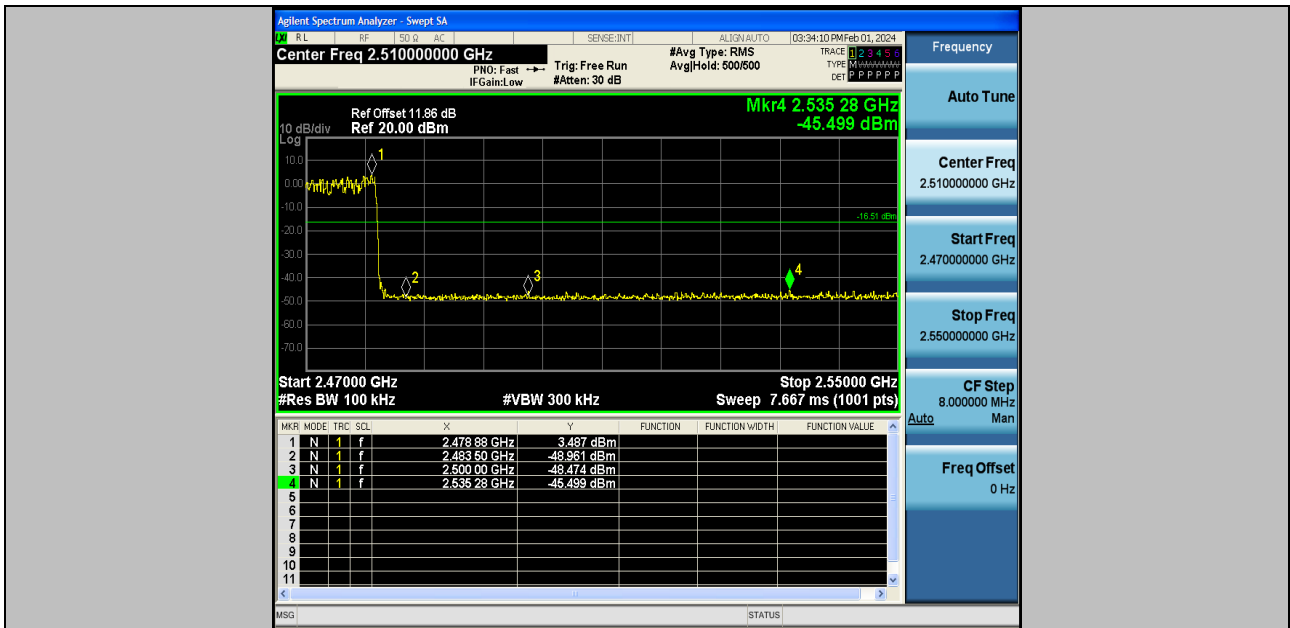 Agilent Spectrum Analyzer - Swept SA
RL RF 50 Ω AC SENSE:INT ALIGN AUTO 03:34:10 PM Feb 01, 2024
Center Freq 2.510000000 GHz
PNO: Fast
IFGain:Low
Trig: Free Run
#Atten: 30 dB
#Avg Type: RMS
Avg|Hold: 500/500
TRACE 1 2 3 4 5 6
TYPE M
DET P P P P P P
Mkr4 2.535 28 GHz
-45.499 dBm
Ref Offset 11.86 dB
10 dB/div Ref 20.00 dBm
Log
10.0
0.00
-10.0
-20.0
-30.0
-40.0
-50.0
-60.0
-70.0
1
2
3
4
-16.51 dBm
Start 2.47000 GHz Stop 2.55000 GHz
#Res BW 100 kHz #VBW 300 kHz Sweep 7.667 ms (1001 pts)
MKR MODE TRC SCL X Y FUNCTION FUNCTION WIDTH FUNCTION VALUE
1 N 1 f 2.478 88 GHz 3.487 dBm
2 N 1 f 2.483 50 GHz -48.961 dBm
3 N 1 f 2.500 00 GHz -48.474 dBm
4 N 1 f 2.535 28 GHz -45.499 dBm
5
6
7
8
9
10
11
MSG STATUS
Frequency
Auto Tune
Center Freq
2.510000000 GHz
Start Freq
2.470000000 GHz
Stop Freq
2.550000000 GHz
CF Step
8.000000 MHz
Auto Man
Freq Offset
0 Hz